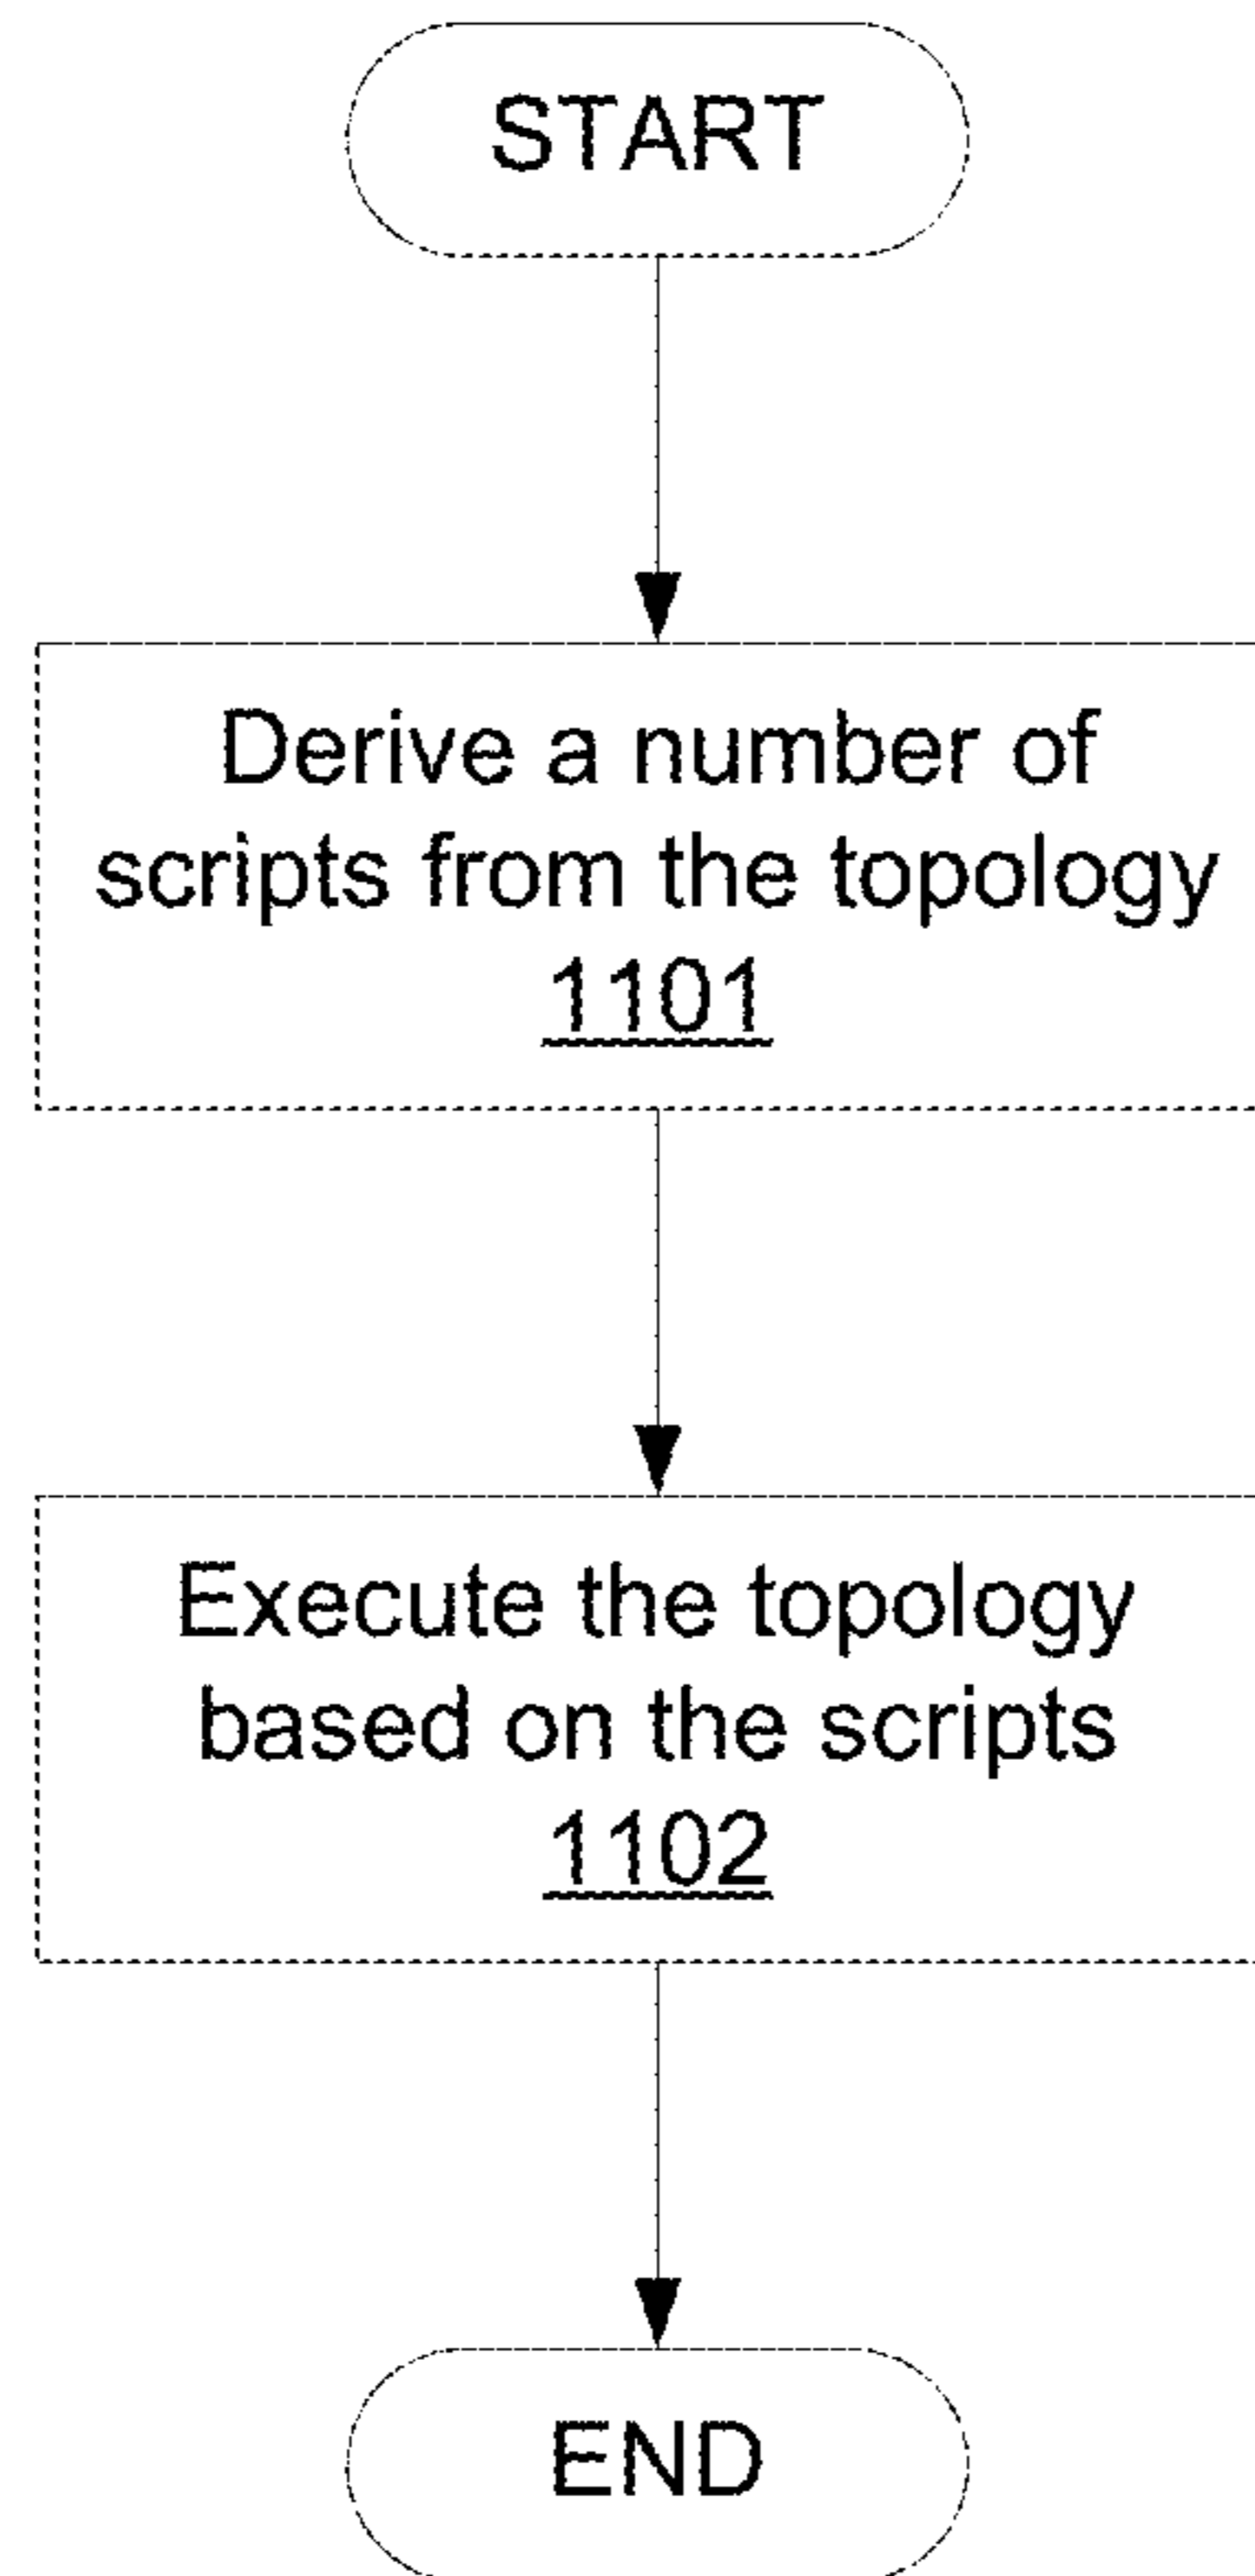 START
Derive a number of
scripts from the topology
1101
Execute the topology
based on the scripts
1102
END